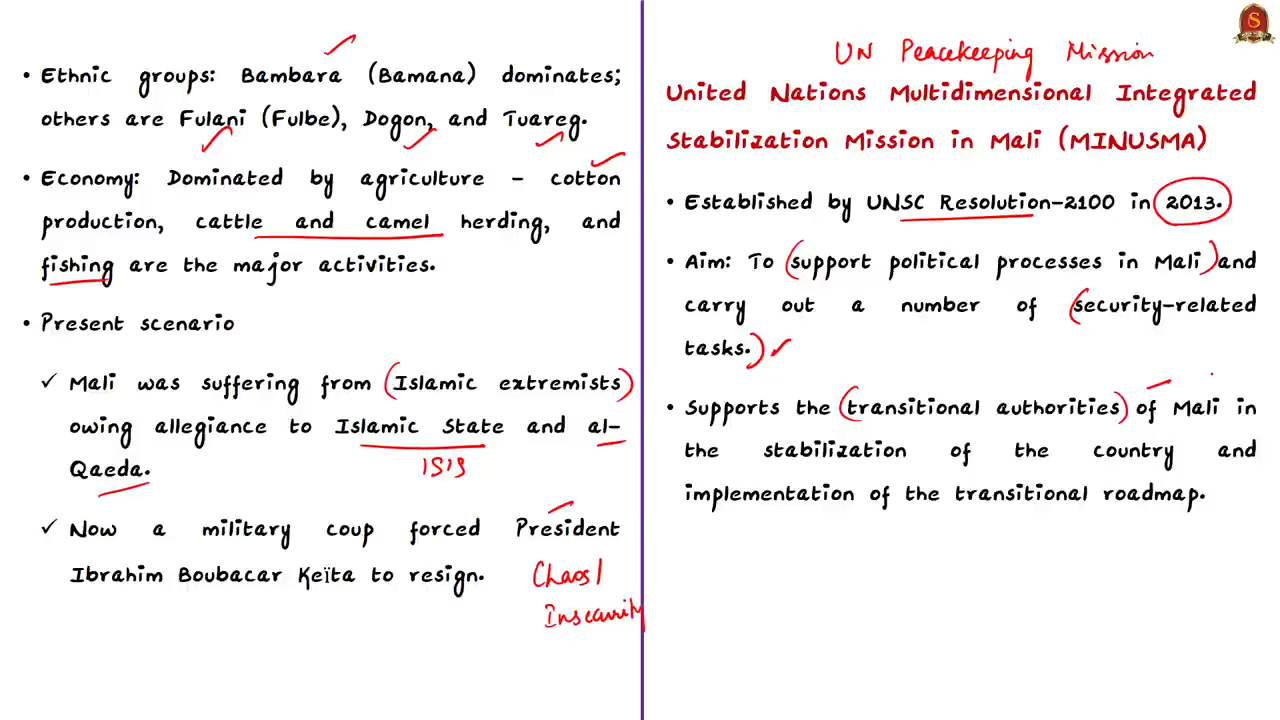 • Ethnic groups: Bambara (Bamana) dominates;
others are Fulani (Fulbe), Dogon, and Tuareg.
• Economy: Dominated by agriculture – cotton
production, cattle and camel herding, and
fishing are the major activities.
• Present scenario
✓ Mali was suffering from (Islamic extremists)
owing allegiance to Islamic State and al-
Qaeda.
ISIS
✓ Now a military coup forced President
Ibrahim Boubacar Keïta to resign.
Chaos/
Insecurity
S
UN Peacekeeping Mission
United Nations Multidimensional Integrated
Stabilization Mission in Mali (MINUSMA)
• Established by UNSC Resolution-2100 in 2013.
• Aim: To (support political processes in Mali) and
carry out a number of (security-related
tasks.)
• Supports the (transitional authorities) of Mali in
the stabilization of the country and
implementation of the transitional roadmap.